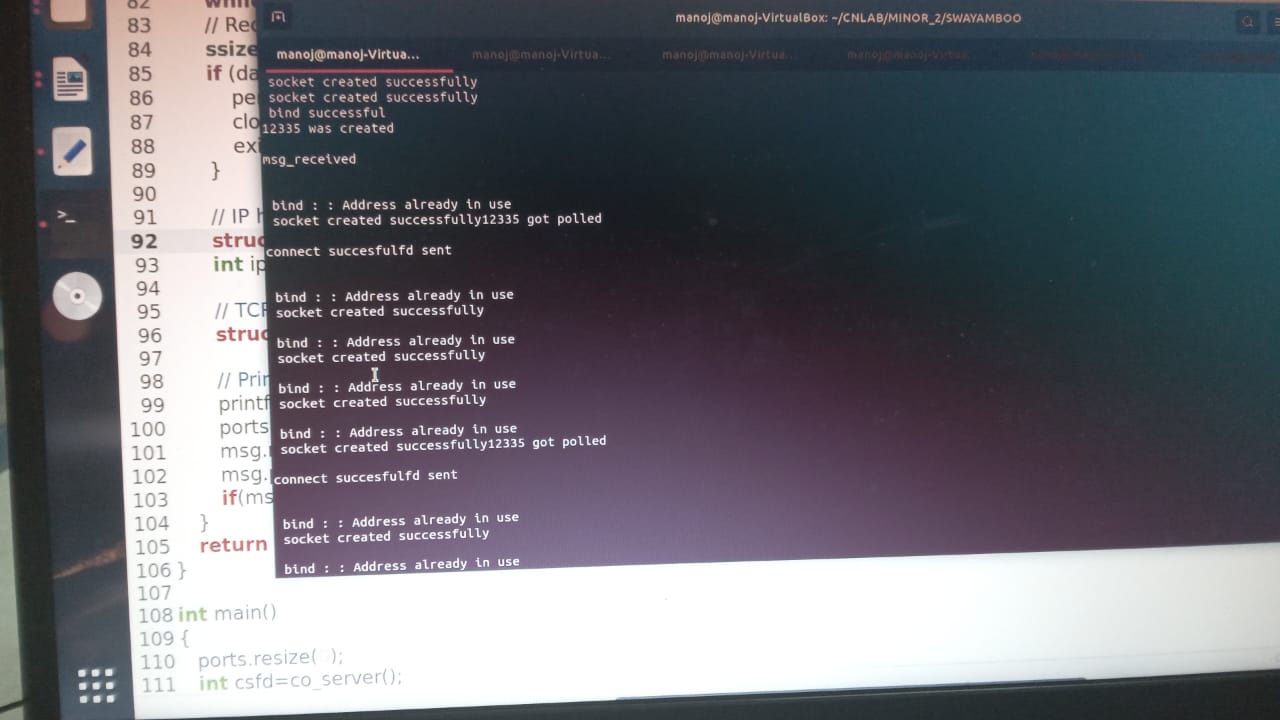 manoj@manoj-VirtualBox: ~/CNLAB/MINOR_2/SWAYAMBOO
manoj@manoj-Virtua...
manoj@manoj-Virtua...
manoj@manoj-Virtua...
manoj@manoj-Virtua...
socket created successfully
socket created successfully
bind successful
12335 was created
msg_received
bind : : Address already in use
socket created successfully12335 got polled
connect succesfulfd sent
bind : : Address already in use
socket created successfully
bind : : Address already in use
socket created successfully
bind : : Address already in use
socket created successfully
bind : : Address already in use
socket created successfully12335 got polled
connect succesfulfd sent
bind : : Address already in use
socket created successfully
bind : : Address already in use
82
83 // Rec
84 ssize
85 if (da
86 pe
87 clo
88 exi
89 }
90
91 // IP h
92 struc
93 int ip
94
95 // TCP
96 struc
97
98 // Prin
99 printf
100 ports
101 msg.
102 msg.
103 if(ms
104 }
105 return
106 }
107
108 int main()
109 {
110 ports.resize( );
111 int csfd=co_server();